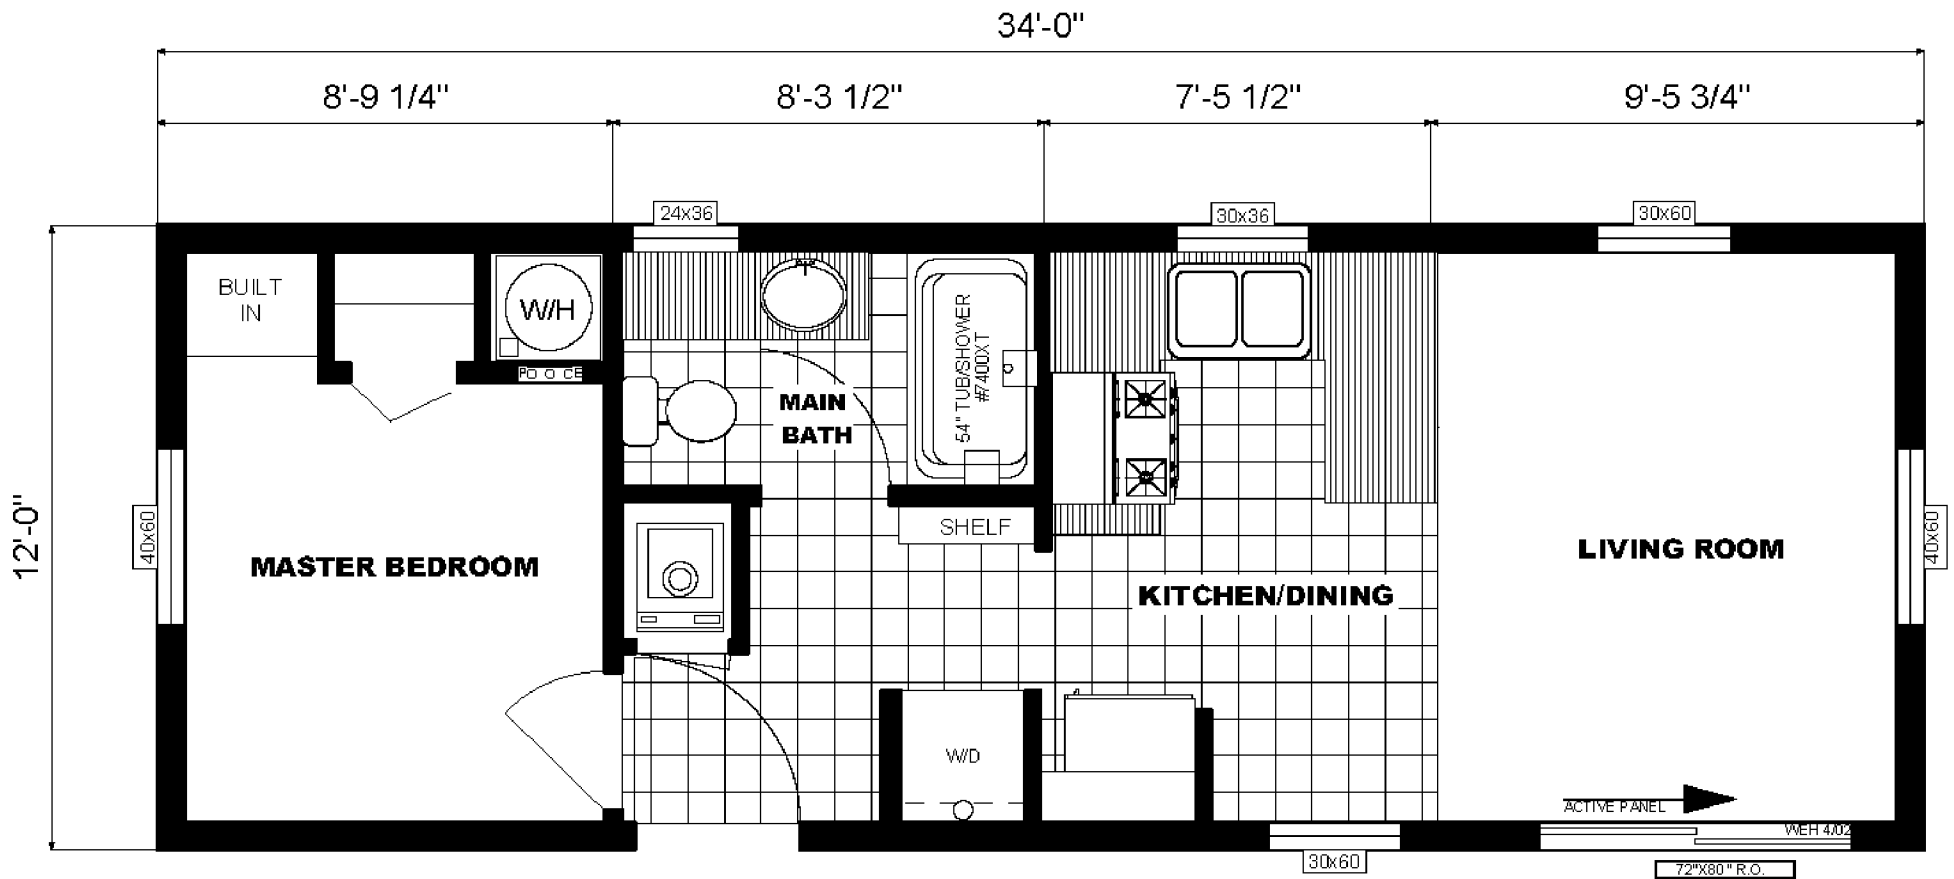 34'-0"
8'-9 1/4"
8'-3 1/2"
7'-5 1/2"
9'-5 3/4"
24x36
30x36
30x60
BUILT
IN
W/H
54" TUB/SHOWER
#7400XT
MAIN
BATH
12'-0"
40x60
SHELF
40x60
MASTER BEDROOM
LIVING ROOM
KITCHEN/DINING
W/D
ACTIVE PANEL
WEH 4/02
30x60
72"X80" R.O.